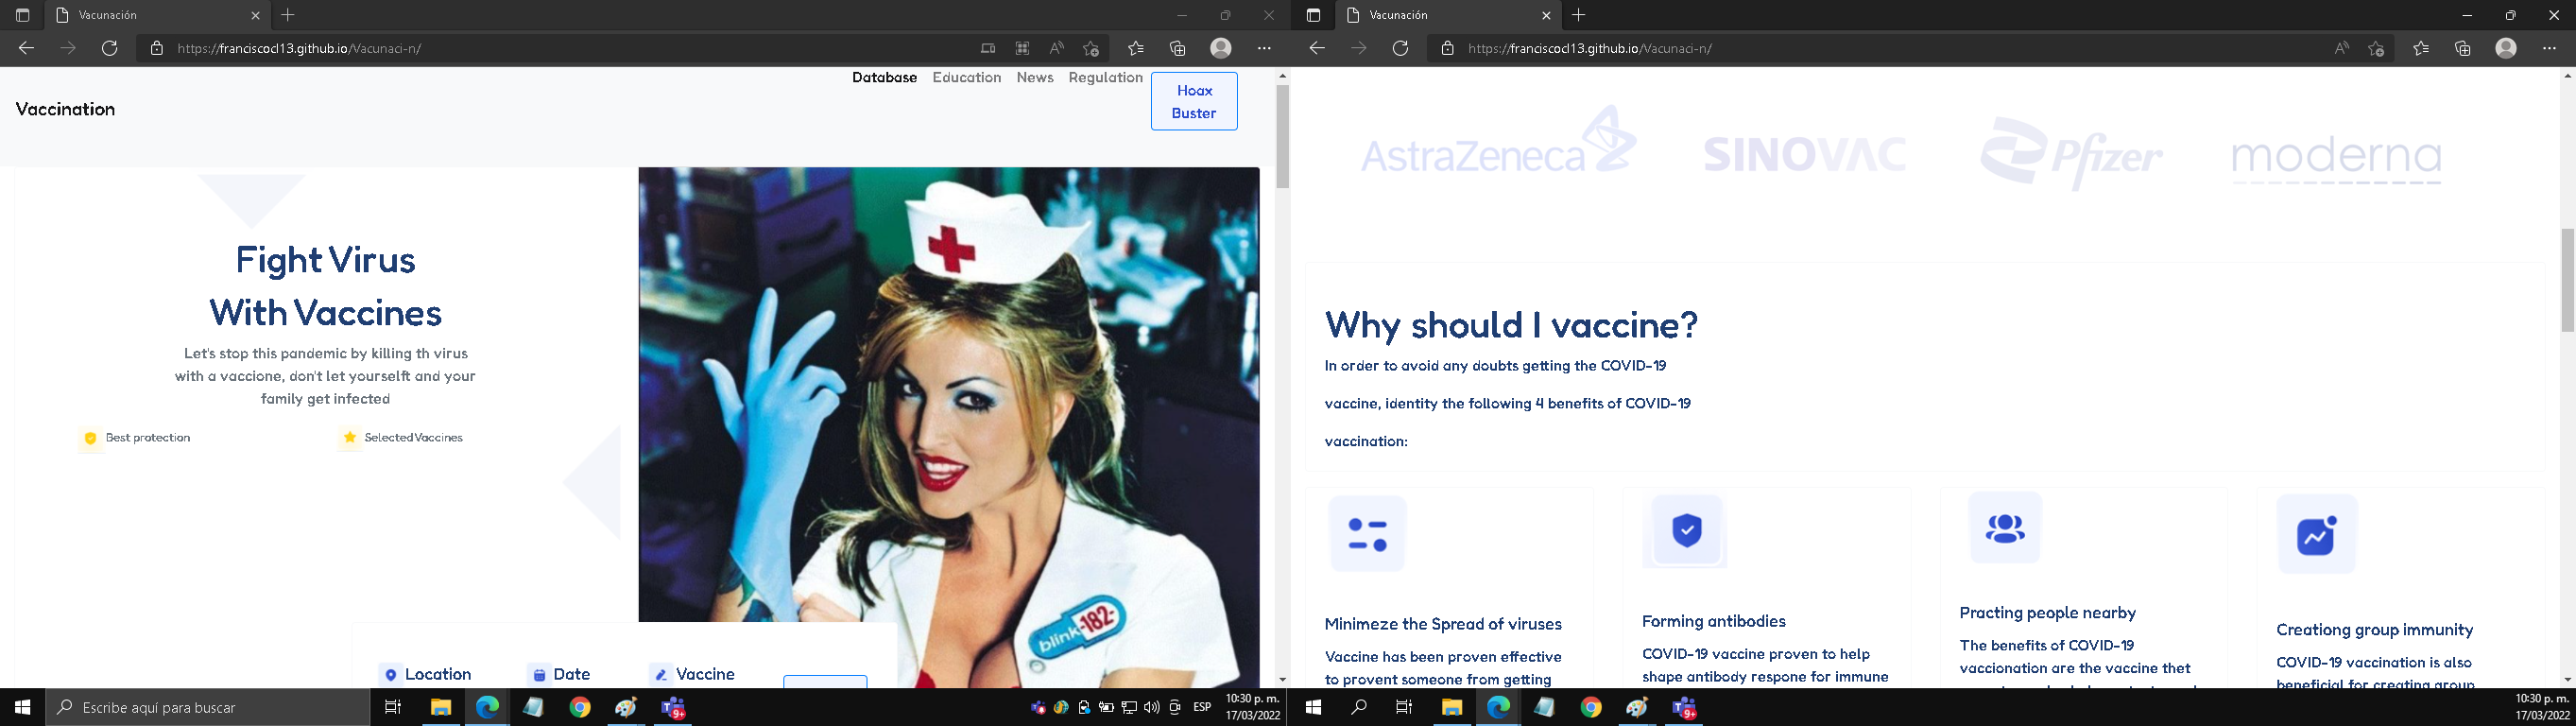 Vacunación
https://franciscocl13.github.io/Vacunaci-n/
Database Education News Regulation
Hoax
Buster
Vaccination
Fight Virus
With Vaccines
Let's stop this pandemic by killing th virus
with a vaccione, don't let yourselft and your
family get infected
Best protection
Selected Vaccines
blink-182-
Location
Date
Vaccine
Escribe aquí para buscar
9+
ESP
10:30 p. m.
17/03/2022
Vacunación
https://franciscocl13.github.io/Vacunaci-n/
AstraZeneca
SINOVAC
Pfizer
moderna
Why should I vaccine?
In order to avoid any doubts getting the COVID-19
vaccine, identity the following 4 benefits of COVID-19
vaccination:
Minimeze the Spread of viruses
Vaccine has been proven effective
to provent someone from getting
Forming antibodies
COVID-19 vaccine proven to help
shape antibody respone for immune
Practing people nearby
The benefits of COVID-19
vaccionation are the vaccine thet
Creationg group immunity
COVID-19 vaccination is also
beneficial for creating group
9+
10:30 p. m.
17/03/2022